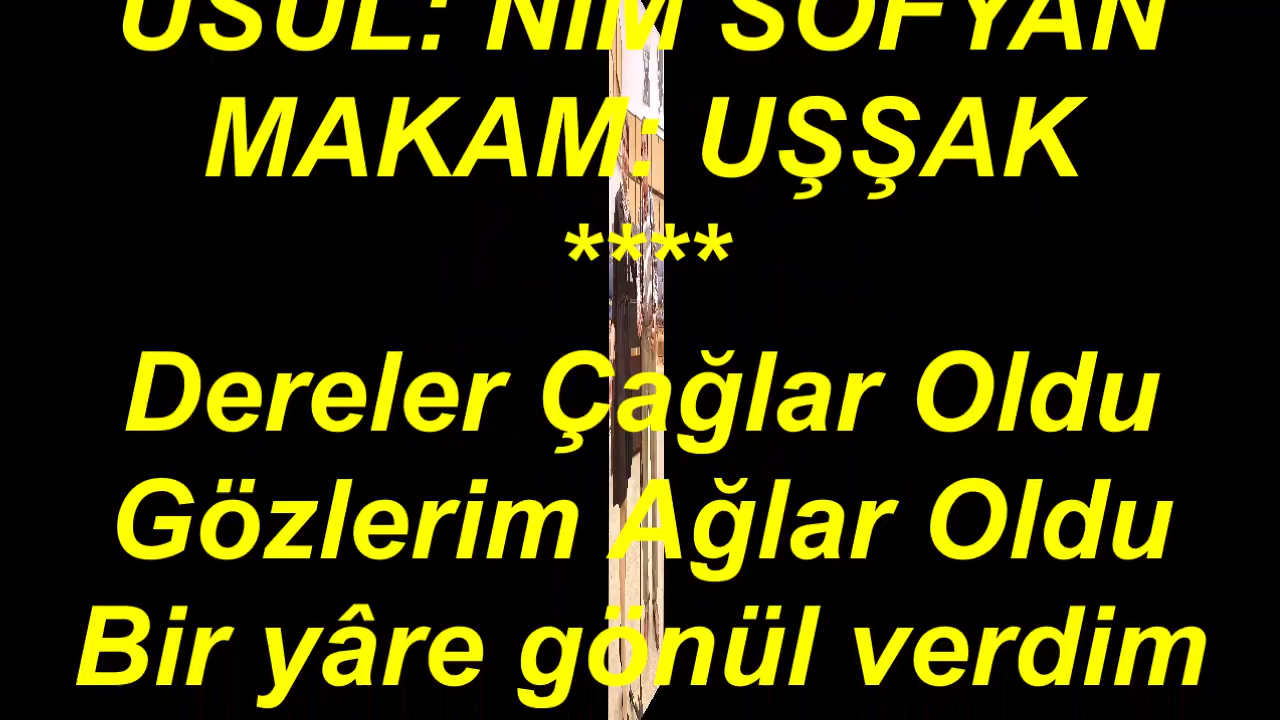 USUL: NİM SOFYAN
MAKAM: UŞŞAK
****
Dereler Çağlar Oldu
Gözlerim Ağlar Oldu
Bir yâre gönül verdim